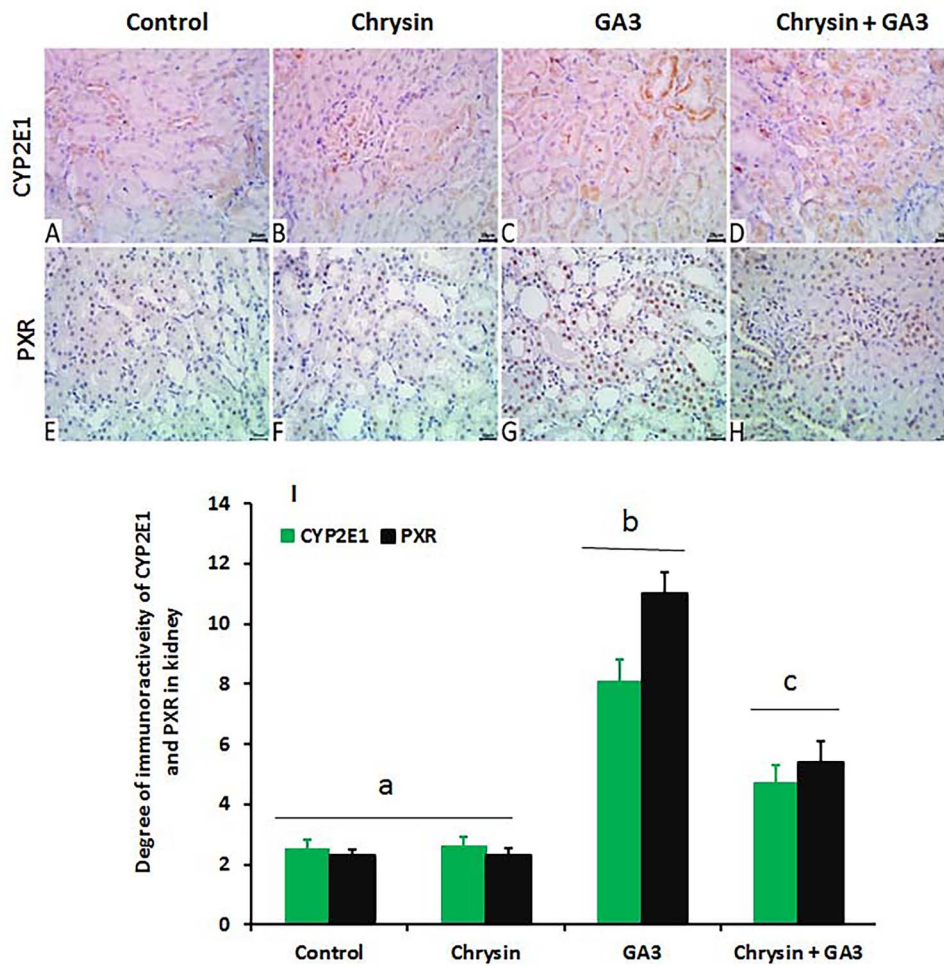 Control Chrysin GA3 Chrysin + GA3
CYP2E1
A B C D
PXR
E F G H
I
CYP2E1 PXR
Degree of immunoractiveity of CYP2E1
and PXR in kidney
14
12
10
8
6
4
2
0
a
b
c
Control Chrysin GA3 Chrysin + GA3